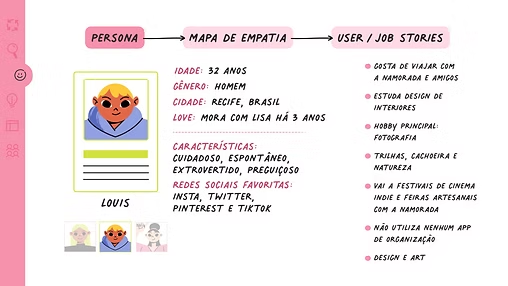 PERSONA
MAPA DE EMPATIA
USER / JOB STORIES
IDADE: 32 ANOS
GÊNERO: HOMEM
CIDADE: RECIFE, BRASIL
LOVE: MORA COM LISA HÁ 3 ANOS
CARACTERÍSTICAS:
CUIDADOSO, ESPONTÂNEO,
EXTROVERTIDO, PREGUIÇOSO
REDES SOCIAIS FAVORITAS:
INSTA, TWITTER,
PINTEREST E TIKTOK
LOUIS
GOSTA DE VIAJAR COM
A NAMORADA E AMIGOS
ESTUDA DESIGN DE
INTERIORES
HOBBY PRINCIPAL:
FOTOGRAFIA
TRILHAS, CACHOEIRA E
NATUREZA
VAI A FESTIVAIS DE CINEMA
INDIE E FEIRAS ARTESANAIS
COM A NAMORADA
NÃO UTILIZA NENHUM APP
DE ORGANIZAÇÃO
DESIGN E ART